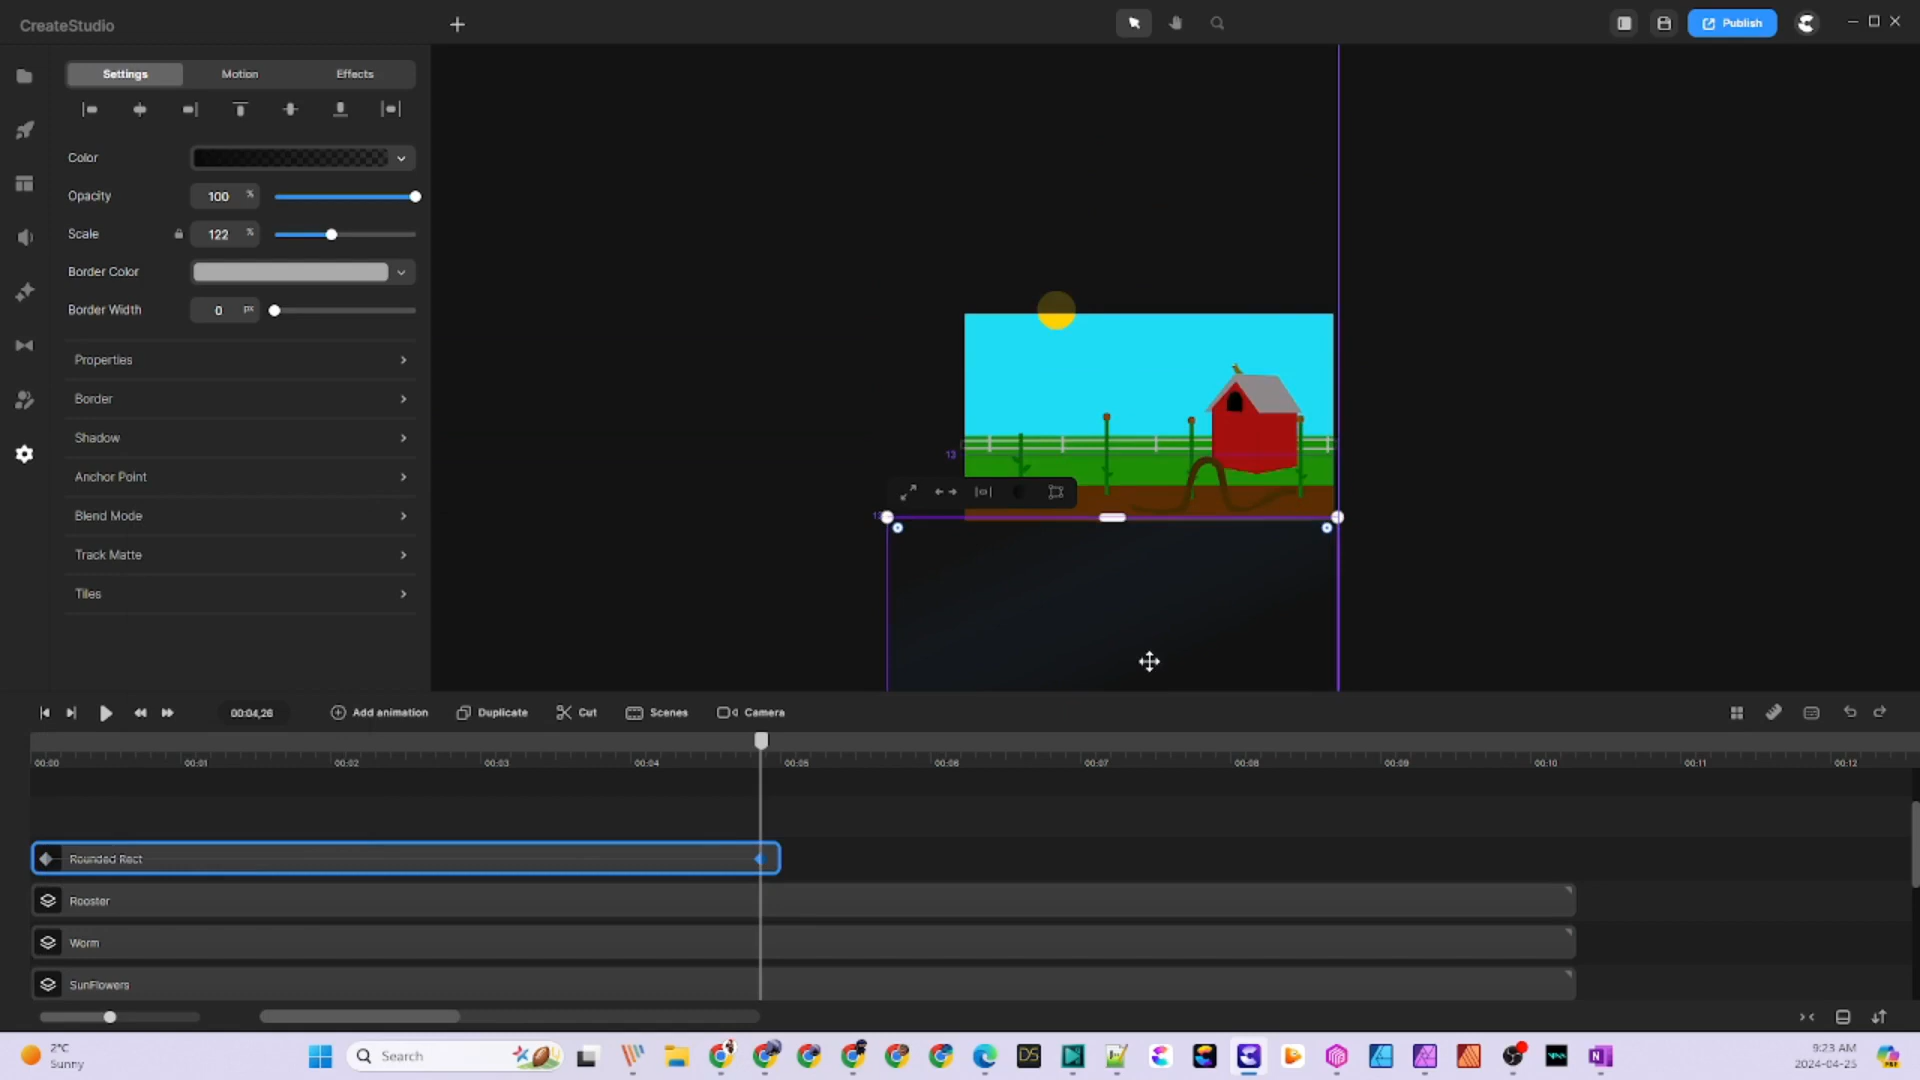 CreateStudio
Publish
Settings Motion Effects
Color
Opacity 100 %
Scale 122 %
Border Color
Border Width 0 px
Properties
Border
Shadow
Anchor Point
Blend Mode
Track Matte
Tiles
13
00:04,26 Add animation Duplicate Cut Scenes Camera
00:00 00:01 00:02 00:03 00:04 00:05 00:06 00:07 00:08 00:09 00:10 00:11 00:12
Rounded Rect
Rooster
Worm
SunFlowers
2°C
Sunny
Search
DS
9:23 AM
2024-04-25